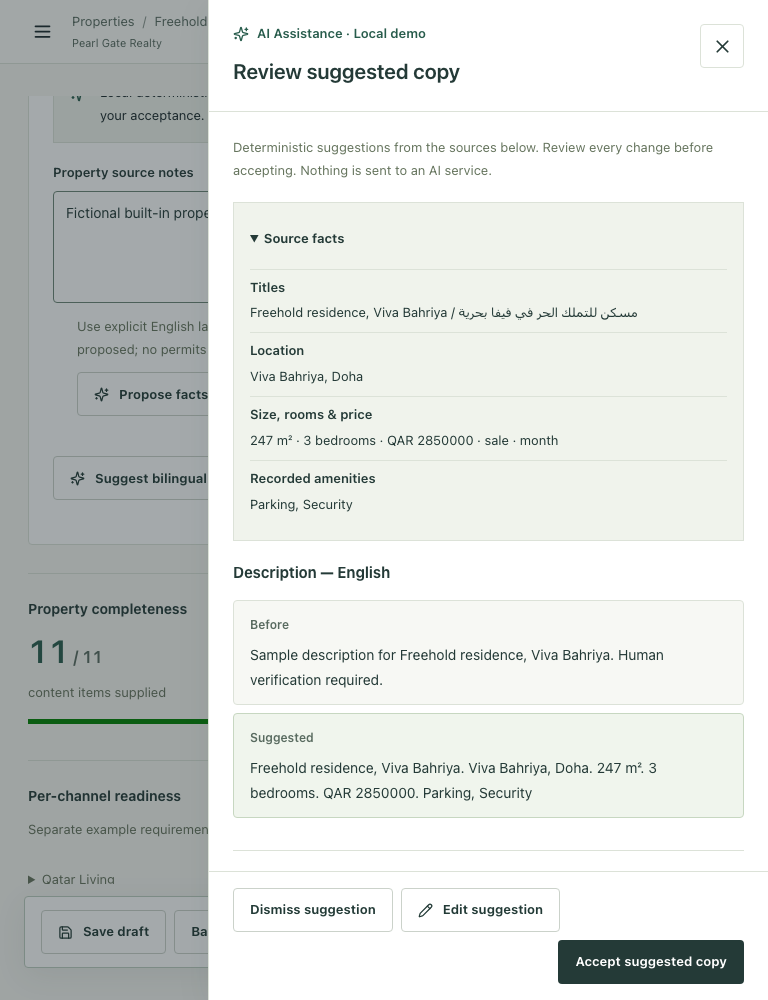 Properties / Freehold
Pearl Gate Realty
your acceptance.
Property source notes
Fictional built-in prope
Use explicit English la
proposed; no permits
Propose facts
Suggest bilingual
Property completeness
11 / 11
content items supplied
Per-channel readiness
Separate example requiremen
Qatar Living
Save draft
Ba
AI Assistance · Local demo
Review suggested copy
Deterministic suggestions from the sources below. Review every change before
accepting. Nothing is sent to an AI service.
Source facts
Titles
Freehold residence, Viva Bahriya / مسكن للتملك الحر في فيفا بحرية
Location
Viva Bahriya, Doha
Size, rooms & price
247 m² · 3 bedrooms · QAR 2850000 · sale · month
Recorded amenities
Parking, Security
Description — English
Before
Sample description for Freehold residence, Viva Bahriya. Human
verification required.
Suggested
Freehold residence, Viva Bahriya. Viva Bahriya, Doha. 247 m². 3
bedrooms. QAR 2850000. Parking, Security
Dismiss suggestion
Edit suggestion
Accept suggested copy